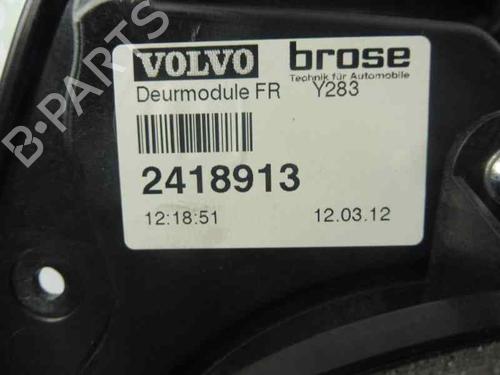 VOLVO brose
Technik für Automobile
Deurmodule FR Y283
2418913
12:18:51 12.03.12
B-PARTS